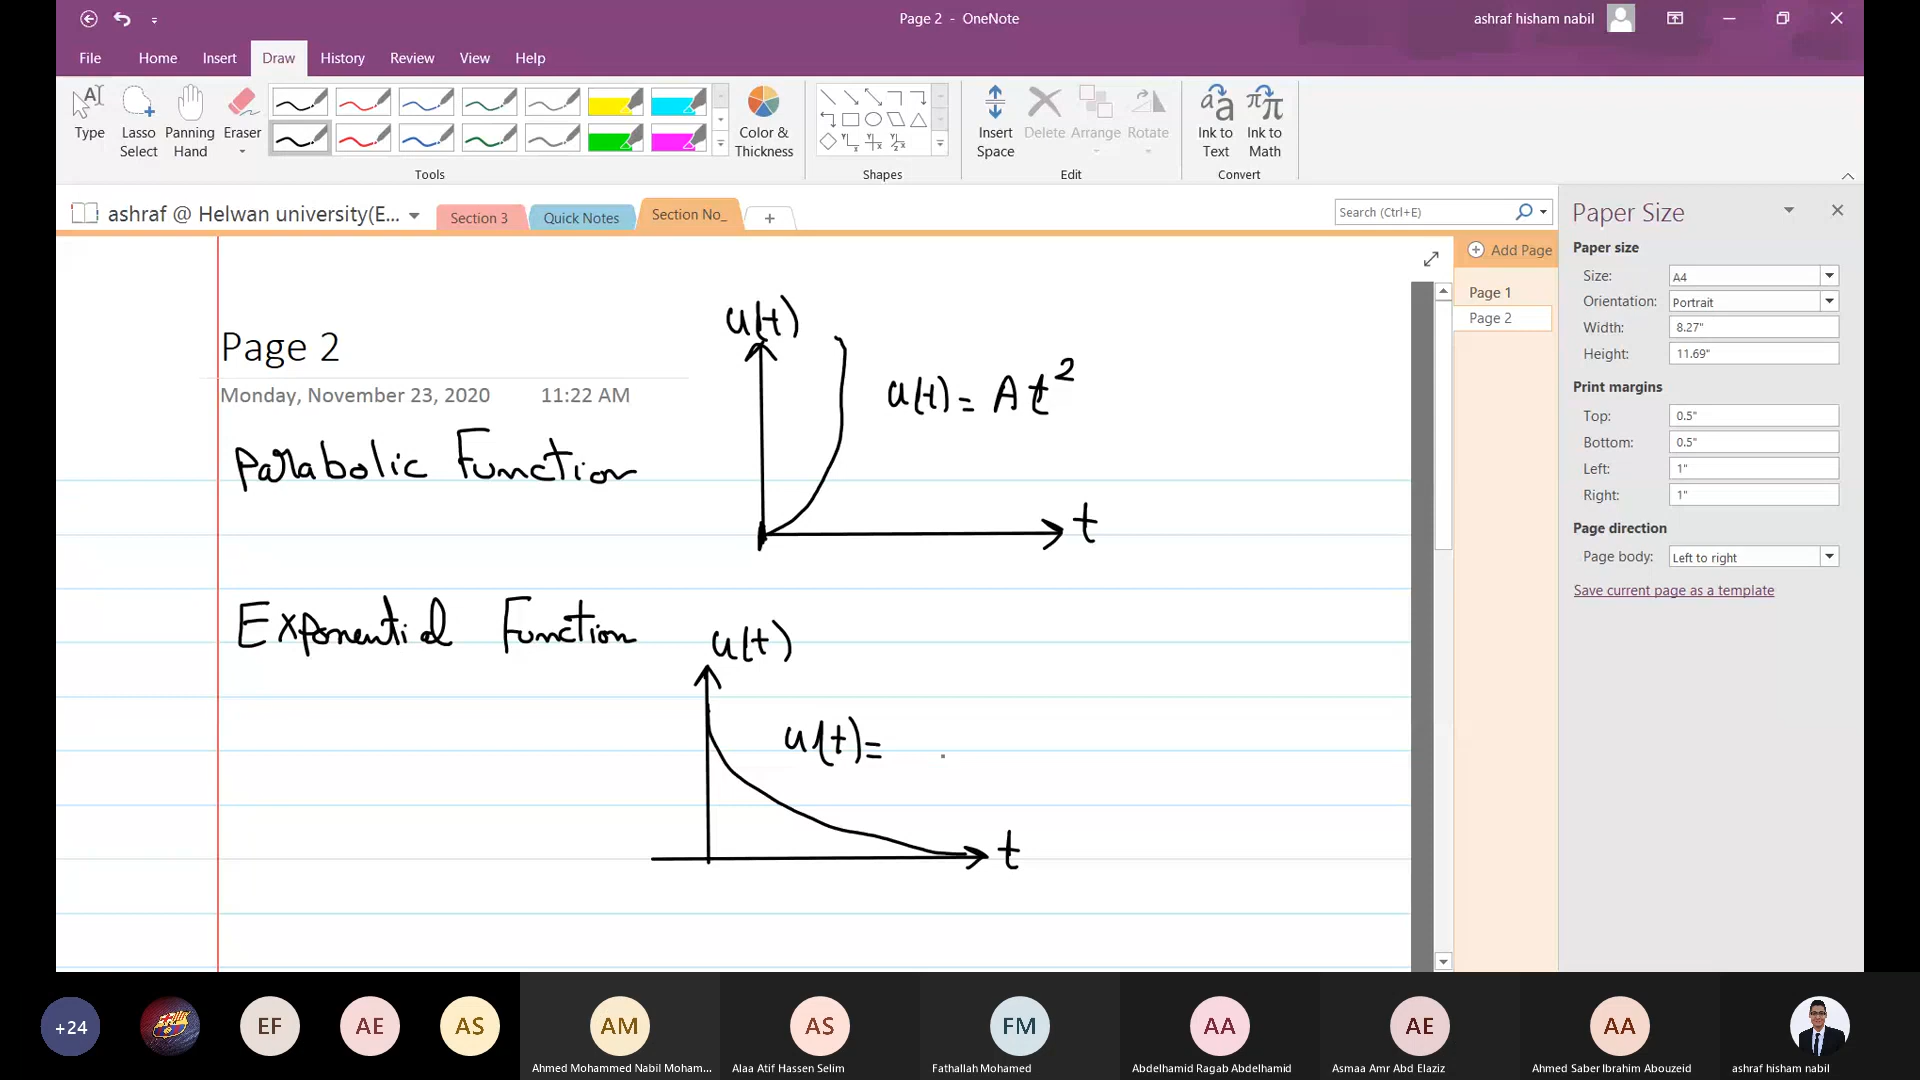 Page 2 - OneNote
ashraf hisham nabil
File Home Insert Draw History Review View Help
Type
Lasso Select
Panning Hand
Eraser
Color & Thickness
Insert Space
Delete
Arrange
Rotate
Ink to Text
Ink to Math
Tools
Shapes
Edit
Convert
ashraf @ Helwan university(E...
Section 3
Quick Notes
Section No_
Search (Ctrl+E)
Add Page
Page 1
Page 2
Paper Size
Paper size
Size: A4
Orientation: Portrait
Width: 8.27"
Height: 11.69"
Print margins
Top: 0.5"
Bottom: 0.5"
Left: 1"
Right: 1"
Page direction
Page body: Left to right
Save current page as a template
Page 2
Monday, November 23, 2020 11:22 AM
u(t)
u(t)= At²
Parabolic Function
t
Exponential Function
u(t)
u(t)=
t
+24
EF
AE
AS
AM
AS
FM
AA
AE
AA
Ahmed Mohammed Nabil Moham...
Alaa Atif Hassen Selim
Fathallah Mohamed
Abdelhamid Ragab Abdelhamid
Asmaa Amr Abd Elaziz
Ahmed Saber Ibrahim Abouzeid
ashraf hisham nabil